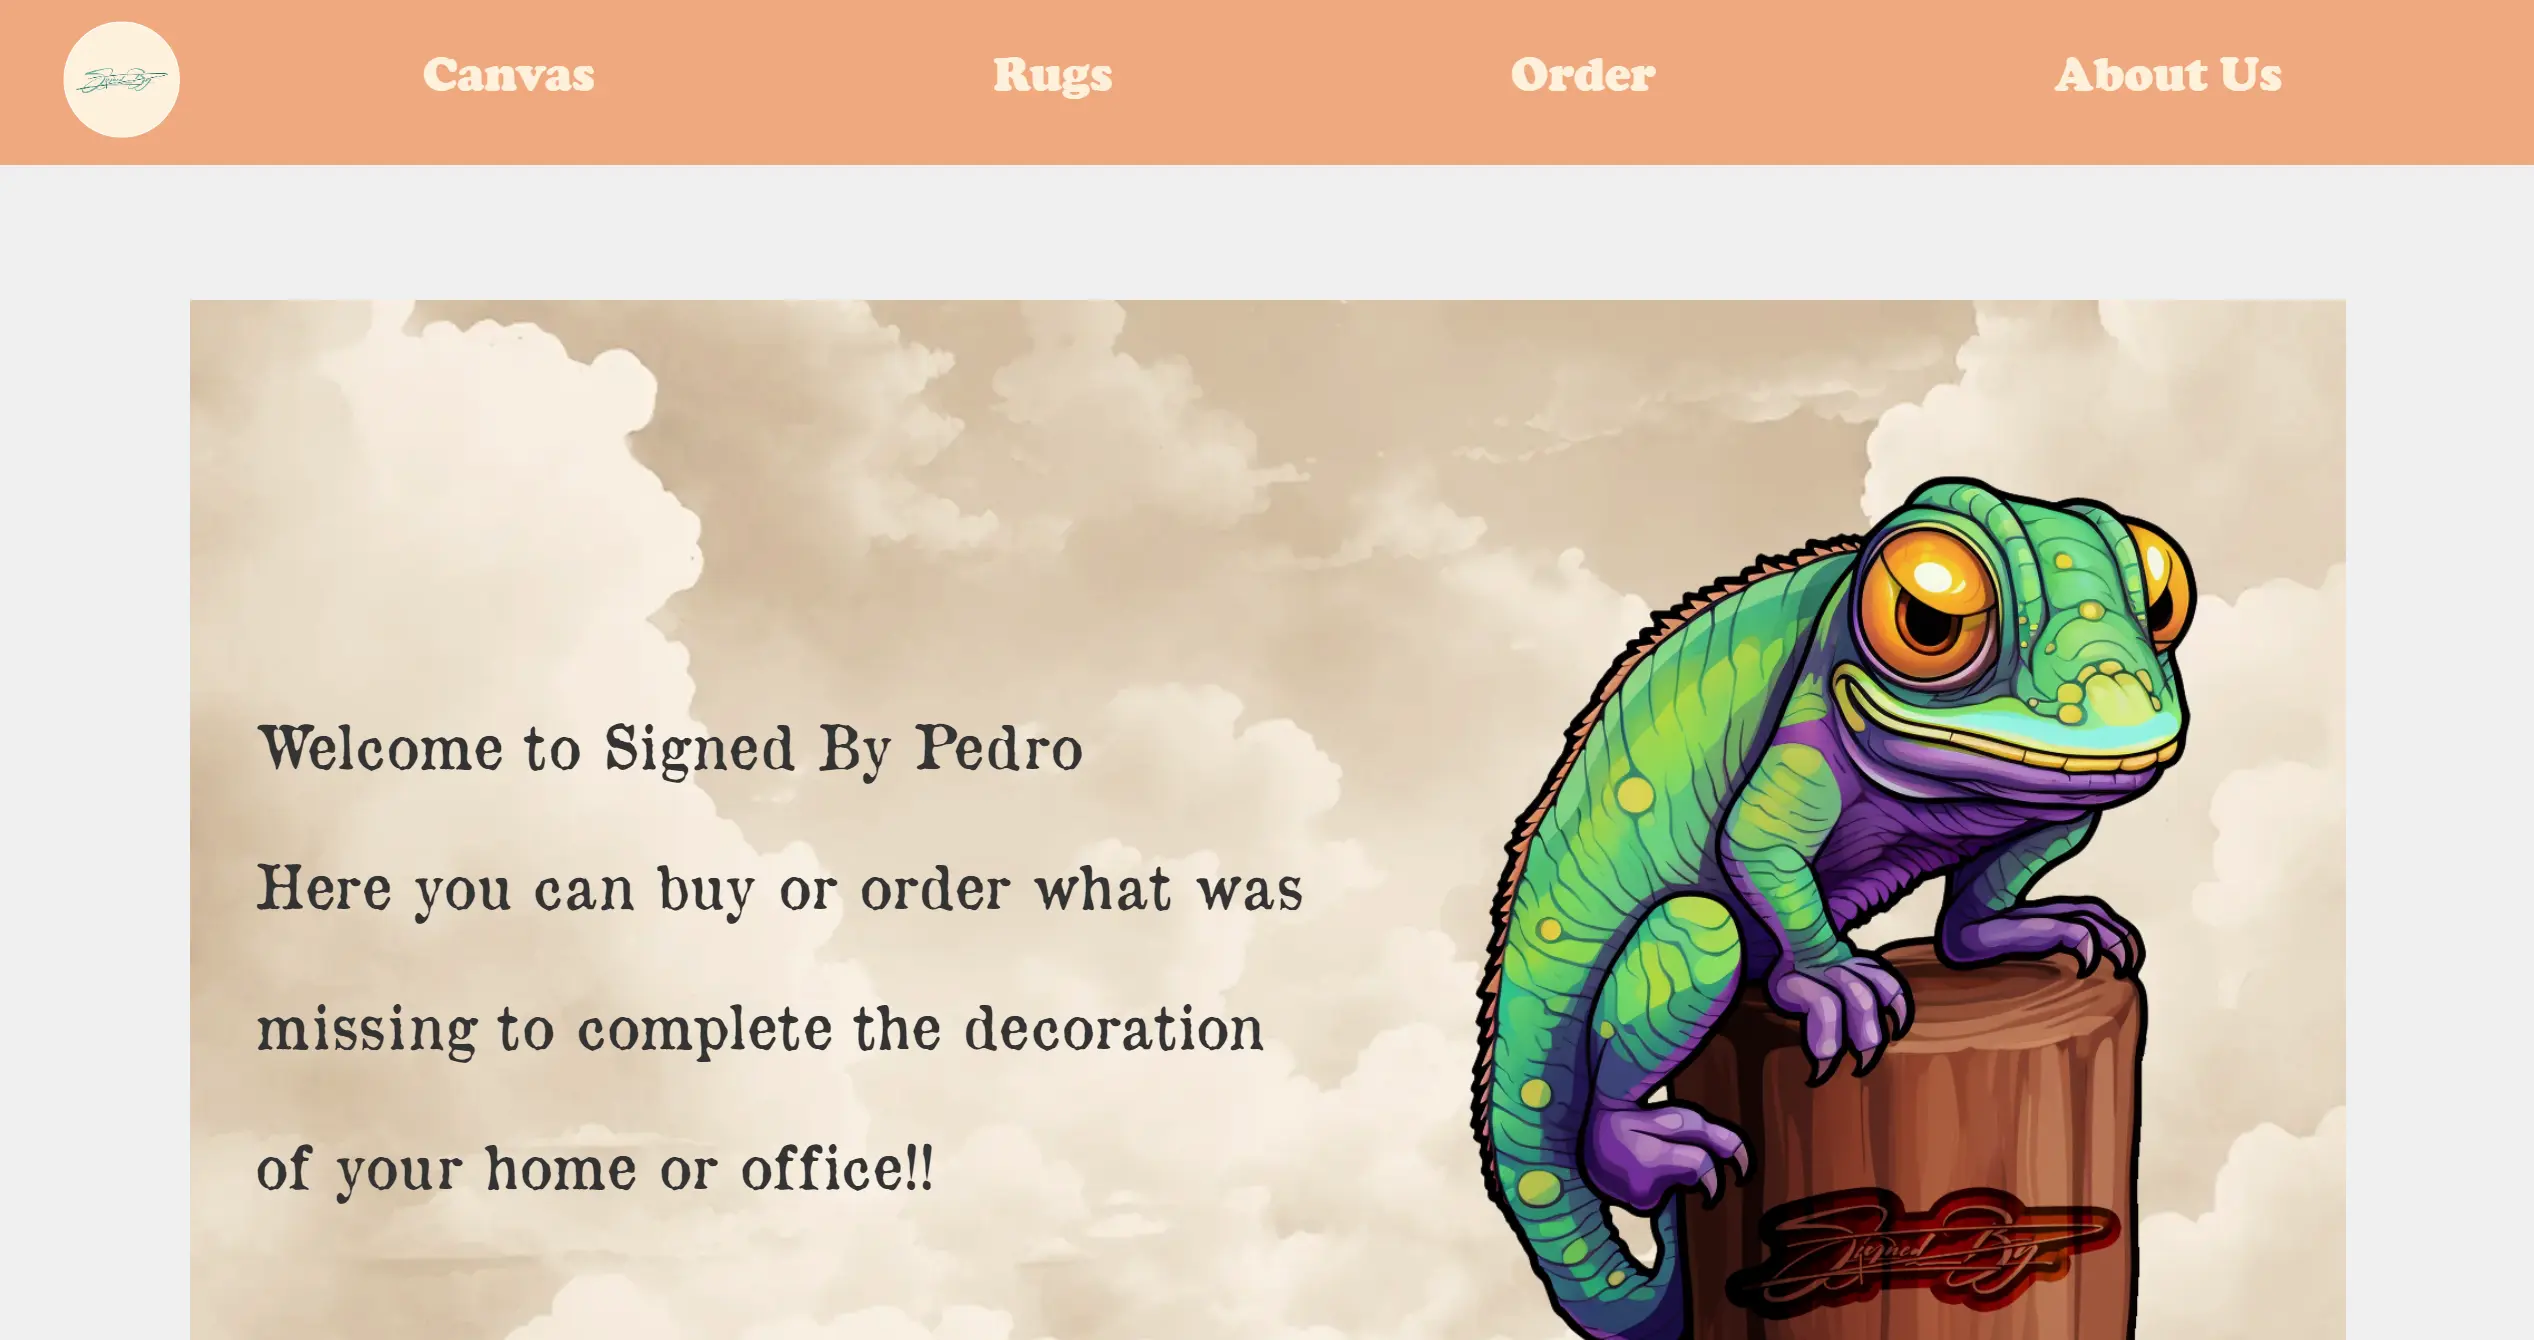 Signed By
Canvas
Rugs
Order
About Us
Welcome to Signed By Pedro
Here you can buy or order what was
missing to complete the decoration
of your home or office!!
Signed By